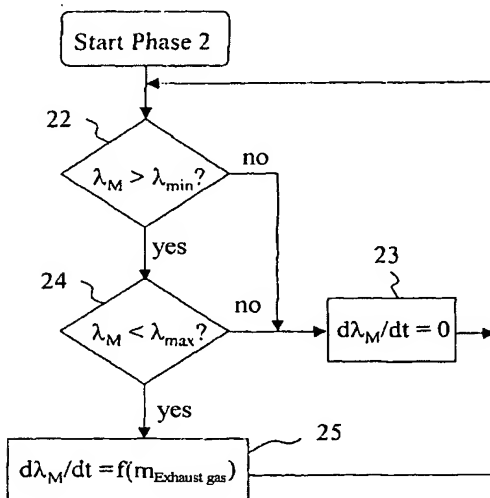 Start Phase 2
22
λM > λmin?
no
yes
24
λM < λmax?
no
23
dλM/dt = 0
yes
25
dλM/dt = f(mExhaust gas)